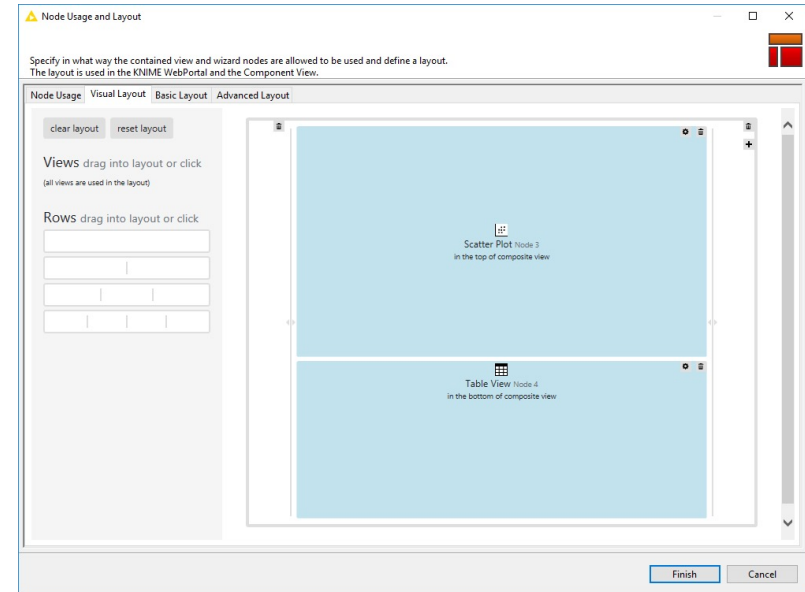 Node Usage and Layout
Specify in what way the contained view and wizard nodes are allowed to be used and define a layout.
The layout is used in the KNIME WebPortal and the Component View.
Node Usage Visual Layout Basic Layout Advanced Layout
clear layout reset layout
Views drag into layout or click
(all views are used in the layout)
Rows drag into layout or click
Scatter Plot Node 3
in the top of composite view
Table View Node 4
in the bottom of composite view
Finish Cancel